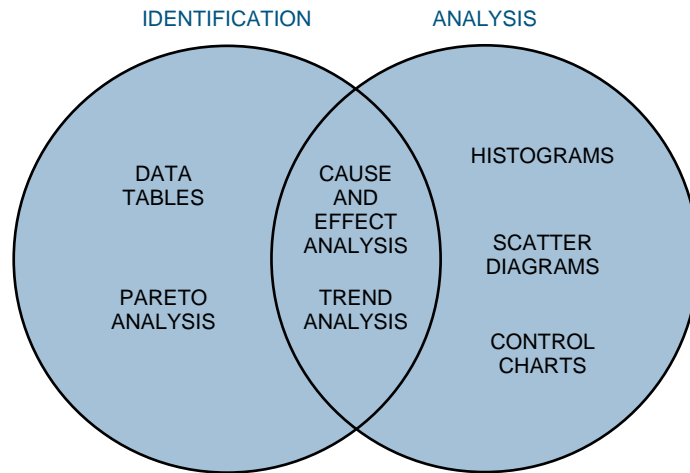 IDENTIFICATION
ANALYSIS
DATA
TABLES
PARETO
ANALYSIS
CAUSE
AND
EFFECT
ANALYSIS
TREND
ANALYSIS
HISTOGRAMS
SCATTER
DIAGRAMS
CONTROL
CHARTS